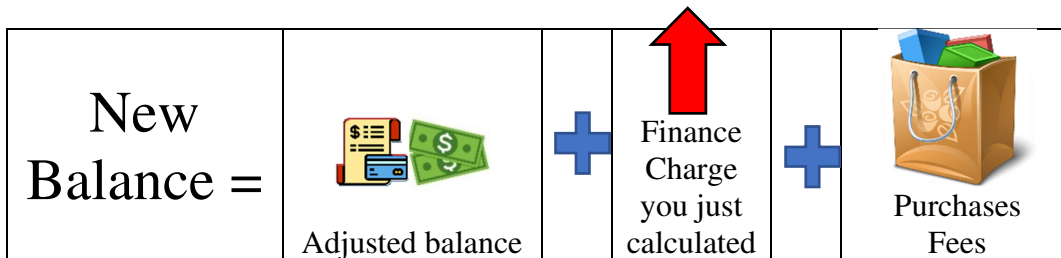 New
Balance =
Adjusted balance
Finance
Charge
you just
calculated
Purchases
Fees